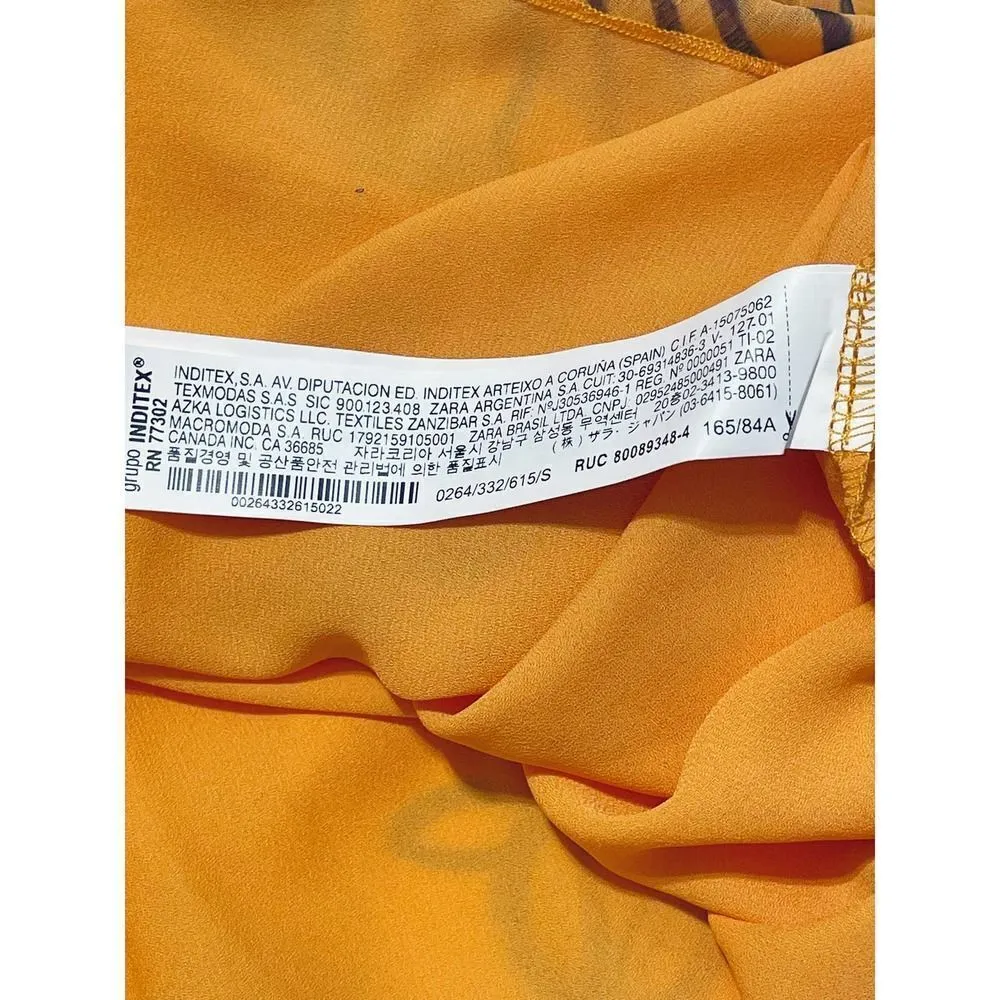 grupo INDITEX®
RN 77302
INDITEX, S.A. AV. DIPUTACION ED. INDITEX ARTEIXO A CORUÑA (SPAIN) C I F A-15075062
TEXMODAS S.A.S SIC 900.123.408 ZARA ARGENTINA S.A. CUIT: 30-69314836-3 V- 127-01
AZKA LOGISTICS LLC. TEXTILES ZANZIBAR S.A. RIF: NºJ30536946-1 REG. Nº 0000051 TI-02
MACROMODA S.A. RUC 1792159105001 ZARA BRASIL LTDA, CNPJ. 02952485000491 ZARA
CANADA INC. CA 36685 자라코리아 서울시 강남구 삼성동 무역센터 20층 02-3413-9800
품질경영 및 공산품안전 관리법에 의한 품질표시 (株) ザラ・ジャパン (03-6415-8061)
00264332615022
0264/332/615/S
RUC 80089348-4
165/84A